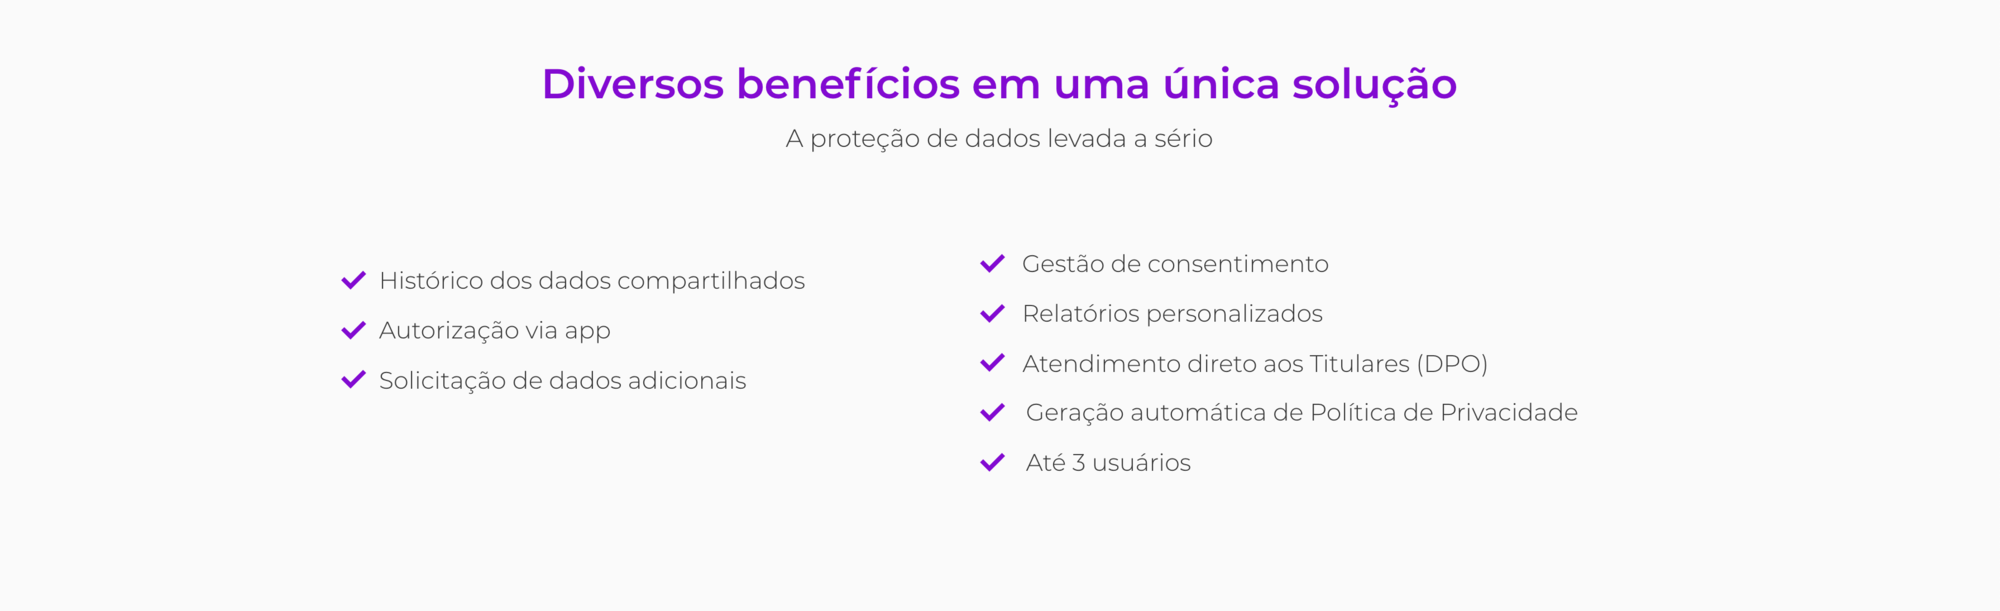 Diversos benefícios em uma única solução
A proteção de dados levada a sério
Histórico dos dados compartilhados
Autorização via app
Solicitação de dados adicionais
Gestão de consentimento
Relatórios personalizados
Atendimento direto aos Titulares (DPO)
Geração automática de Política de Privacidade
Até 3 usuários